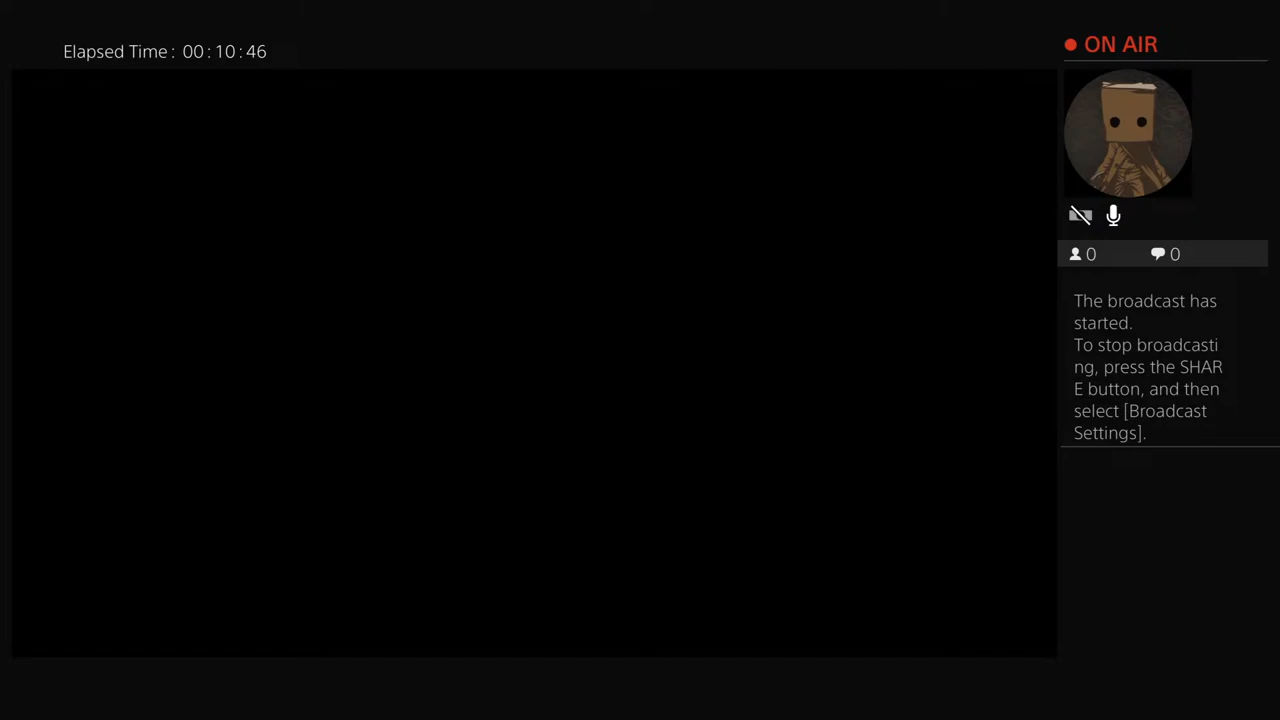 Elapsed Time: 00:10:46
ON AIR
0 0
The broadcast has
started.
To stop broadcasti
ng, press the SHAR
E button, and then
select [Broadcast
Settings].